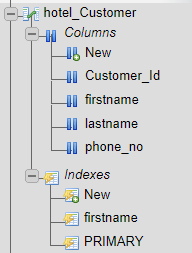 hotel_Customer
Columns
New
Customer_Id
firstname
lastname
phone_no
Indexes
New
firstname
PRIMARY